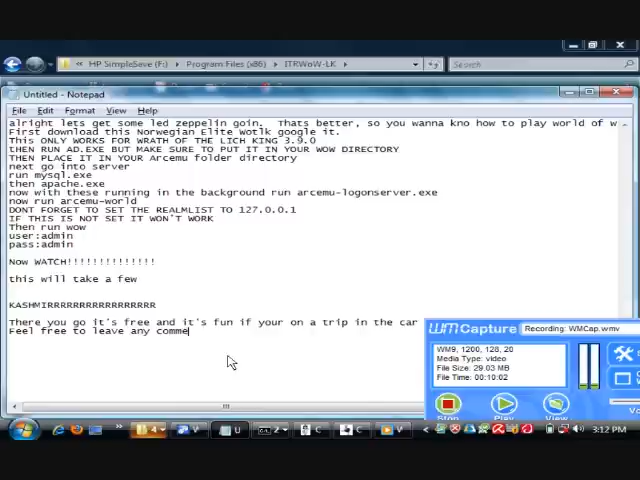 HP SimpleSave (F:) ▸ Program Files (x86) ▸ ITRWoW-LK ▸
Search
Untitled - Notepad
File Edit Format View Help
alright lets get some led zeppelin goin.  Thats better, so you wanna kno how to play world of w
First download this Norwegian Elite Wotlk google it.
This ONLY WORKS FOR WRATH OF THE LICH KING 3.9.0
THEN RUN AD.EXE BUT MAKE SURE TO PUT IT IN YOUR WOW DIRECTORY
THEN PLACE IT IN YOUR Arcemu folder directory
next go into server
run mysql.exe
then apache.exe
now with these running in the background run arcemu-logonserver.exe
now run arcemu-world
DONT FORGET TO SET THE REALMLIST TO 127.0.0.1
IF THIS IS NOT SET IT WON'T WORK
Then run wow
user:admin
pass:admin
Now WATCH!!!!!!!!!!!!!!
this will take a few
KASHMIRRRRRRRRRRRRRRRRRR
There you go it's free and it's fun if your on a trip in the car
Feel free to leave any comme
WMCapture Recording: WMCap.wmv
WM9, 1200, 128, 20
Media Type: video
File Size: 29.03 MB
File Time: 00:10:02
Stop Play View
4 V U 2 C C V 3:12 PM